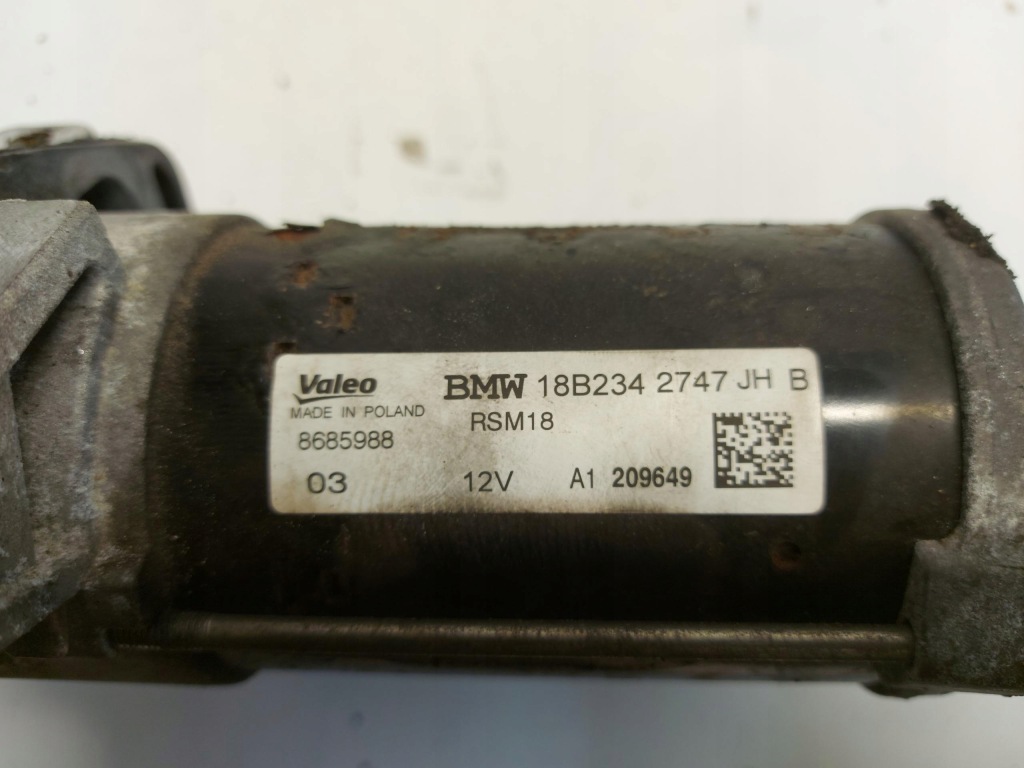 Valeo BMW 18B234 2747 JH B
MADE IN POLAND RSM18
8685988
03 12V A1 209649